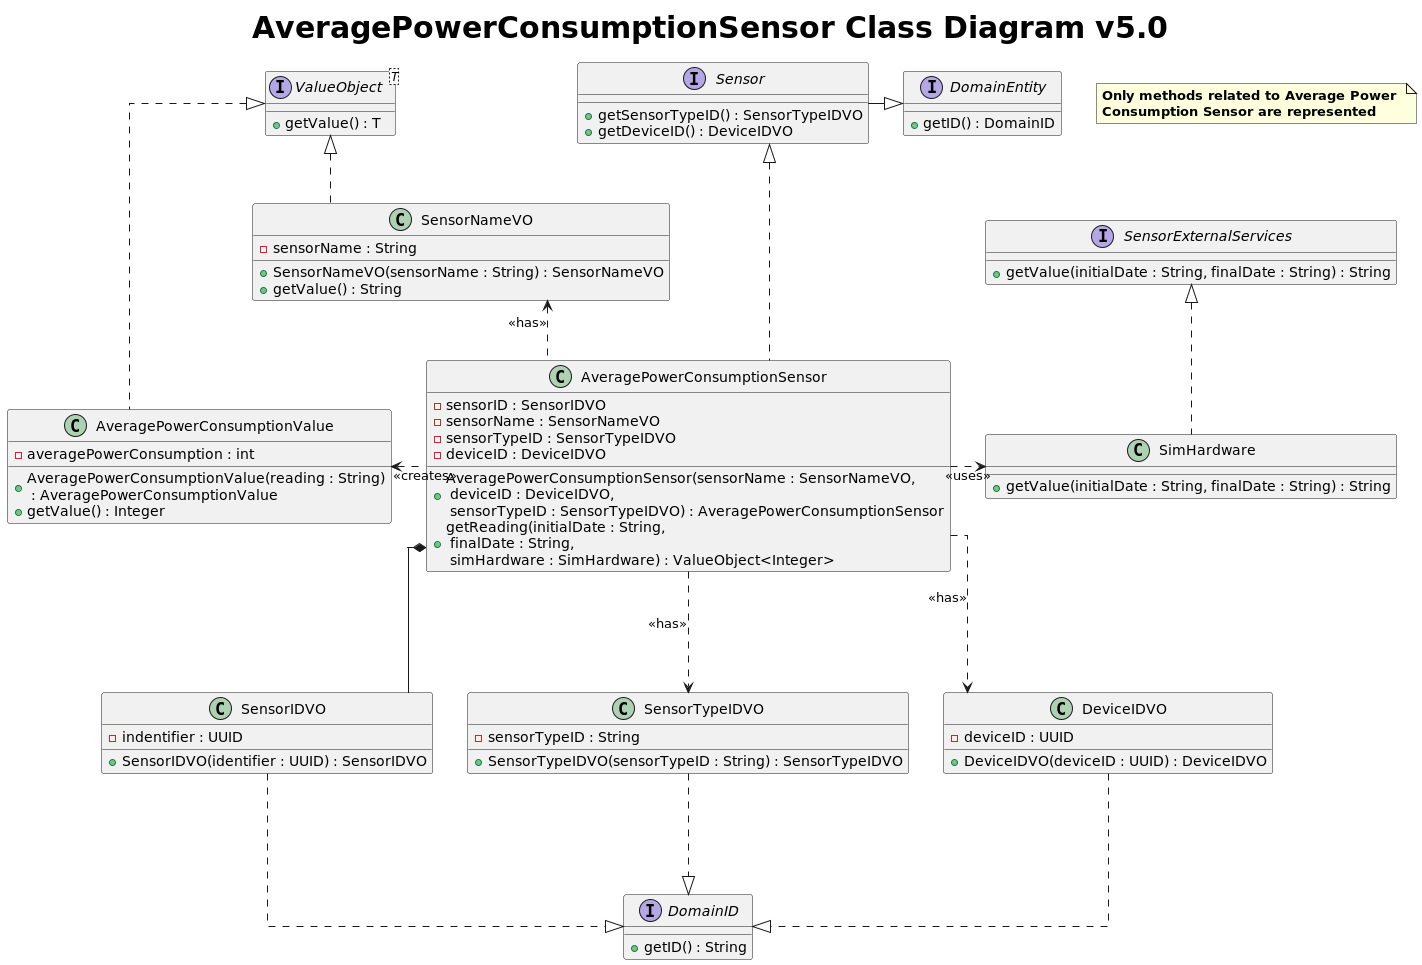 AveragePowerConsumptionSensor Class Diagram v5.0
I ValueObject T
getValue() : T
I Sensor
getSensorTypeID() : SensorTypeIDVO
getDeviceID() : DeviceIDVO
I DomainEntity
getID() : DomainID
Only methods related to Average Power
Consumption Sensor are represented
C SensorNameVO
sensorName : String
SensorNameVO(sensorName : String) : SensorNameVO
getValue() : String
I SensorExternalServices
getValue(initialDate : String, finalDate : String) : String
«has»
C AveragePowerConsumptionSensor
sensorID : SensorIDVO
sensorName : SensorNameVO
sensorTypeID : SensorTypeIDVO
deviceID : DeviceIDVO
AveragePowerConsumptionSensor(sensorName : SensorNameVO,
deviceID : DeviceIDVO,
sensorTypeID : SensorTypeIDVO) : AveragePowerConsumptionSensor
getReading(initialDate : String,
finalDate : String,
simHardware : SimHardware) : ValueObject<Integer>
C AveragePowerConsumptionValue
averagePowerConsumption : int
AveragePowerConsumptionValue(reading : String)
: AveragePowerConsumptionValue
getValue() : Integer
«creates»
«uses»
C SimHardware
getValue(initialDate : String, finalDate : String) : String
«has»
«has»
C SensorIDVO
indentifier : UUID
SensorIDVO(identifier : UUID) : SensorIDVO
C SensorTypeIDVO
sensorTypeID : String
SensorTypeIDVO(sensorTypeID : String) : SensorTypeIDVO
C DeviceIDVO
deviceID : UUID
DeviceIDVO(deviceID : UUID) : DeviceIDVO
I DomainID
getID() : String